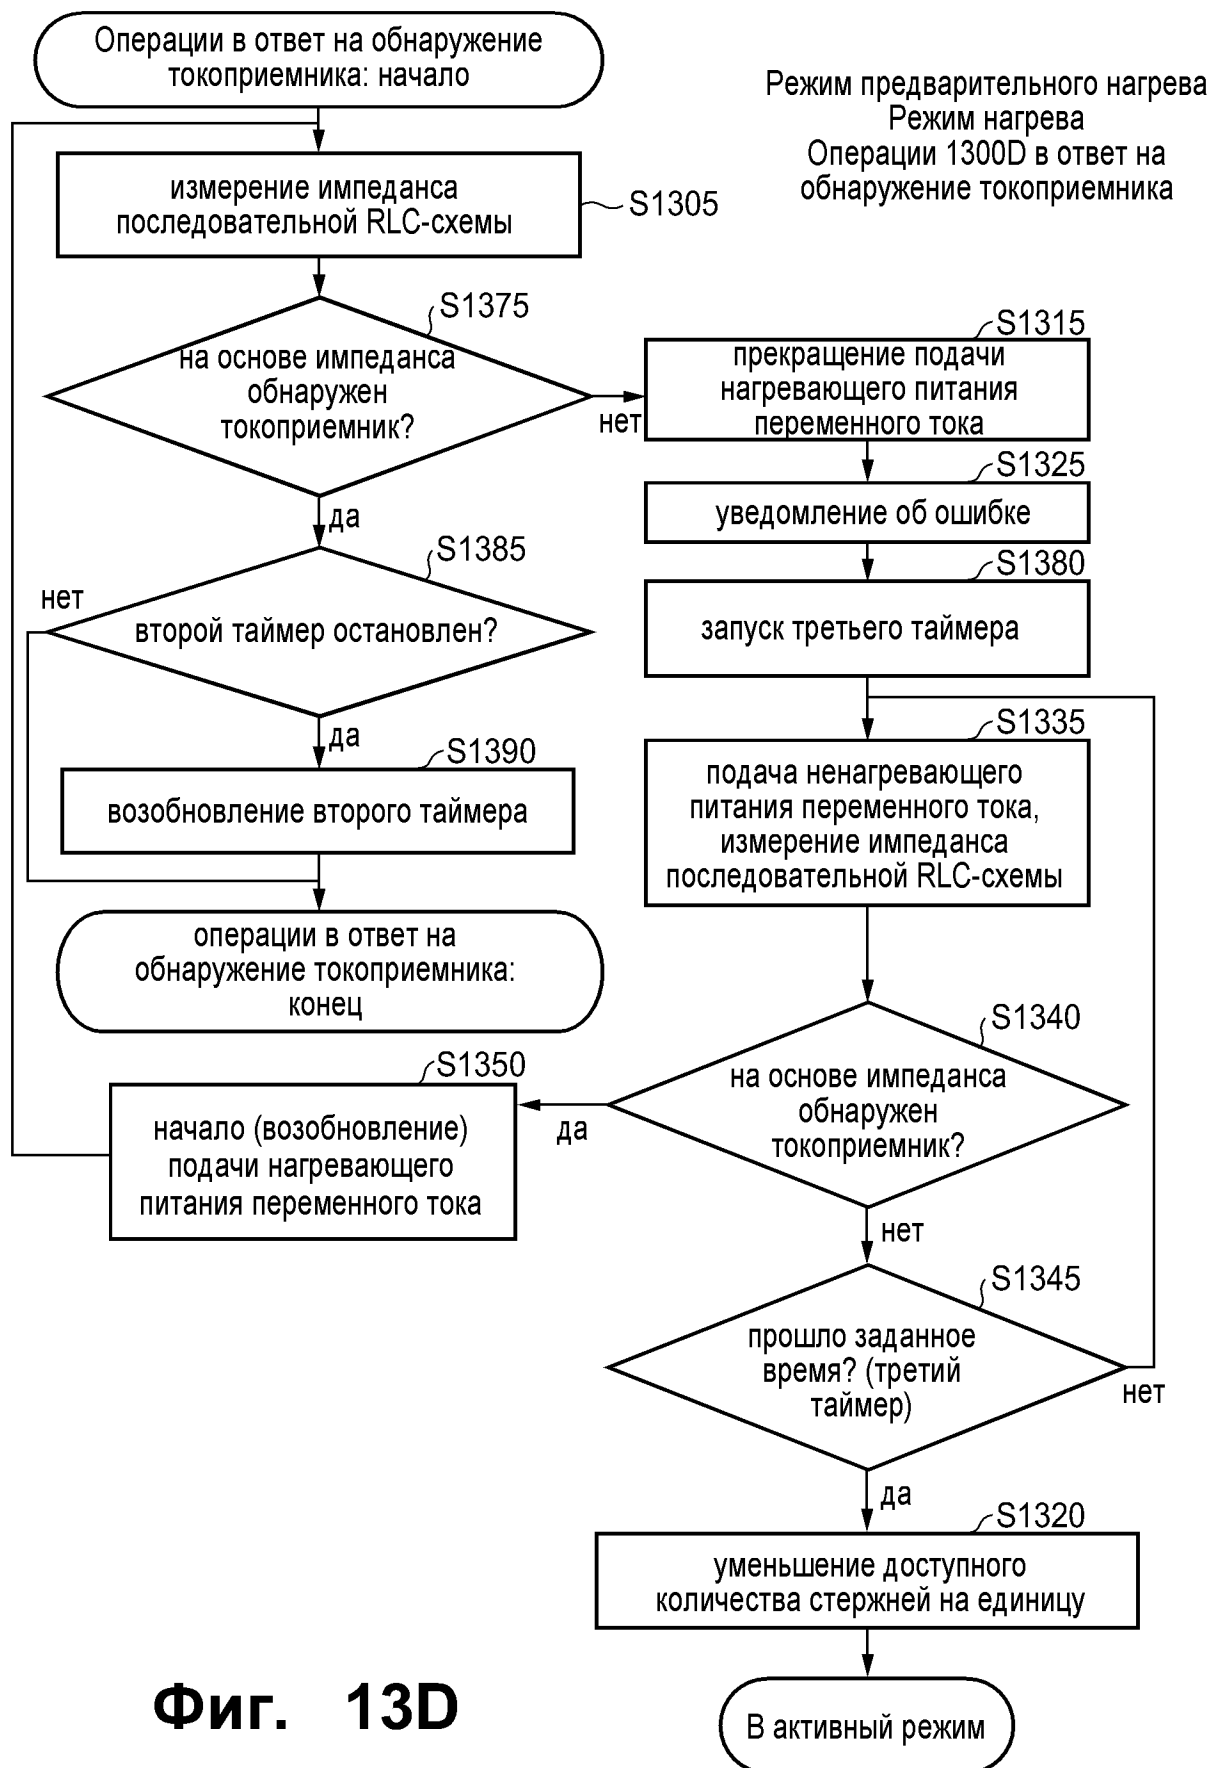 Операции в ответ на обнаружение
токоприемника: начало
Режим предварительного нагрева
Режим нагрева
Операции 1300D в ответ на
обнаружение токоприемника
измерение импеданса
последовательной RLC-схемы
S1305
S1375
на основе импеданса
обнаружен
токоприемник?
нет
да
S1315
прекращение подачи
нагревающего питания
переменного тока
S1325
уведомление об ошибке
S1380
запуск третьего таймера
S1385
нет
второй таймер остановлен?
да
S1390
возобновление второго таймера
операции в ответ на
обнаружение токоприемника:
конец
S1335
подача ненагревающего
питания переменного тока,
измерение импеданса
последовательной RLC-схемы
S1340
на основе импеданса
обнаружен
токоприемник?
да
нет
S1350
начало (возобновление)
подачи нагревающего
питания переменного тока
S1345
прошло заданное
время? (третий
таймер)
нет
да
S1320
уменьшение доступного
количества стержней на единицу
В активный режим
Фиг. 13D